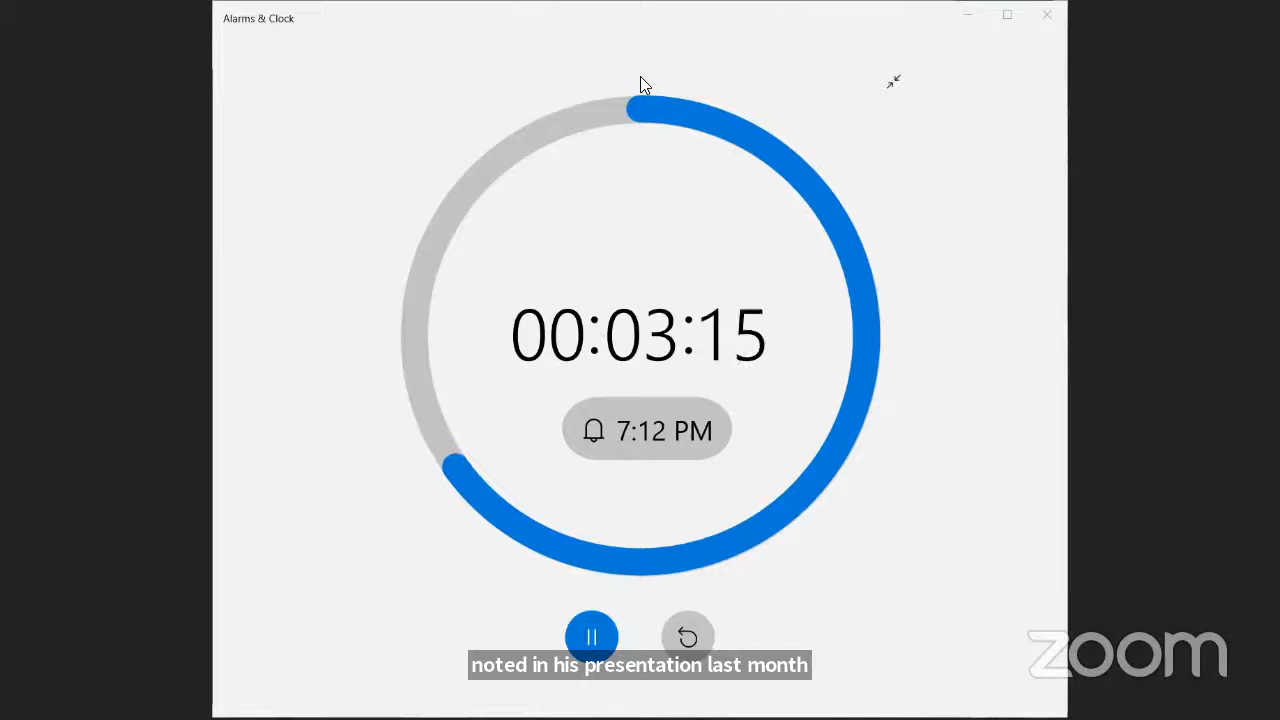 Alarms & Clock
00:03:15
7:12 PM
noted in his presentation last month
zoom